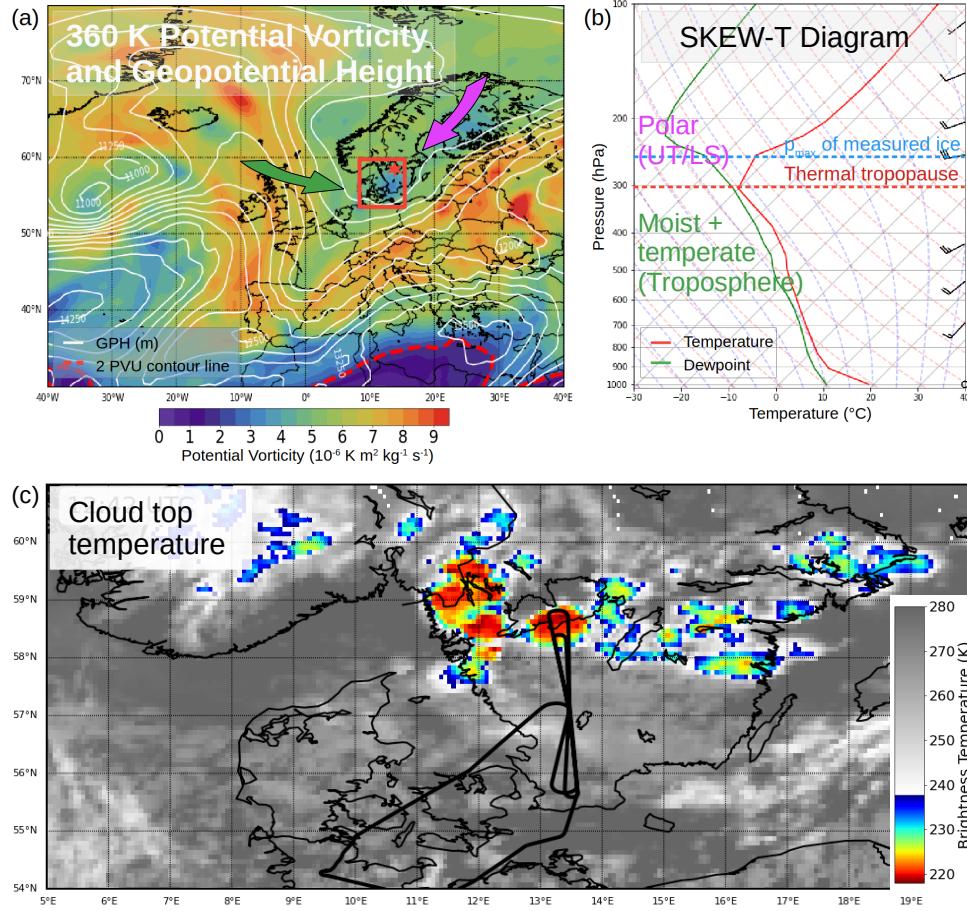 (a)
360 K Potential Vorticity
and Geopotential Height
70°N
60°N
50°N
40°N
11250
11000
11000
12000
14250
12500
13250
GPH (m)
2 PVU contour line
40°W
30°W
20°W
10°W
0°
10°E
20°E
30°E
40°E
0 1 2 3 4 5 6 7 8 9
Potential Vorticity (10⁻⁶ K m² kg⁻¹ s⁻¹)
(b)
SKEW-T Diagram
Pressure (hPa)
100
200
300
400
500
600
700
800
900
1000
Polar
(UT/LS)
pmax of measured ice
Thermal tropopause
Moist +
temperate
(Troposphere)
Temperature
Dewpoint
−30 −20 −10 0 10 20 30 40
Temperature (°C)
(c)
Cloud top
temperature
60°N
59°N
58°N
57°N
56°N
55°N
54°N
5°E 6°E 7°E 8°E 9°E 10°E 11°E 12°E 13°E 14°E 15°E 16°E 17°E 18°E 19°E
280
270
260
250
240
230
220
Brightness Temperature (K)